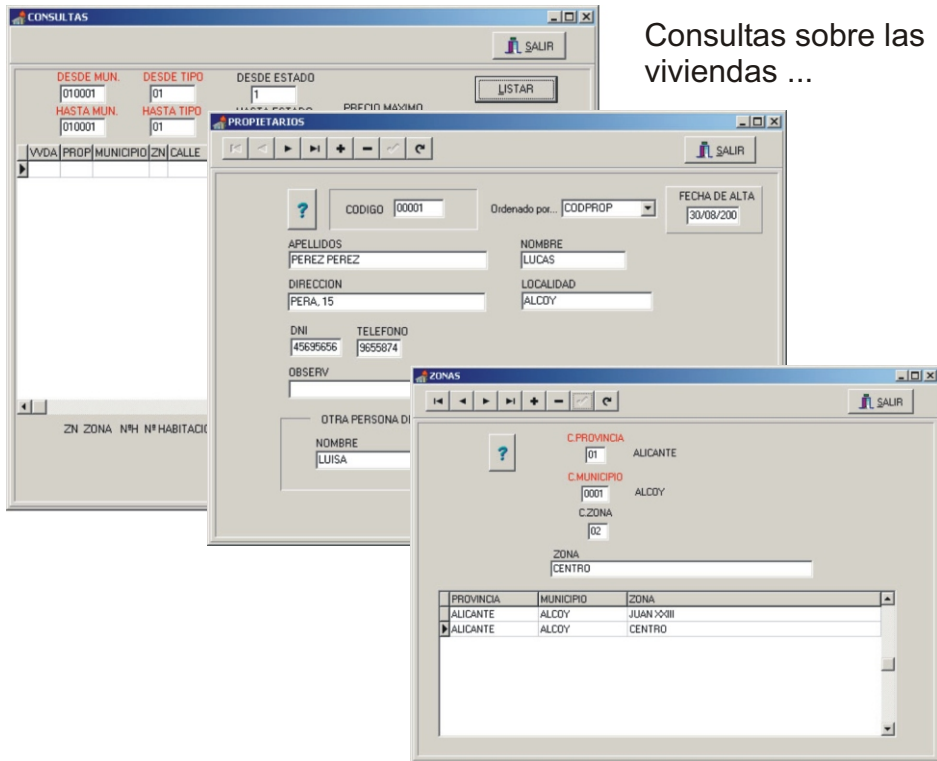 CONSULTAS
SALIR
Consultas sobre las
viviendas ...
DESDE MUN. DESDE TIPO DESDE ESTADO
010001 01 1
LISTAR
HASTA MUN. HASTA TIPO HASTA ESTADO PRECIO MAXIMO
010001 01
VVDA PROP MUNICIPIO ZN CALLE
ZN ZONA NºH Nº HABITACIO
PROPIETARIOS
SALIR
? CODIGO 00001 Ordenado por... CODPROP
FECHA DE ALTA
30/08/200
APELLIDOS NOMBRE
PEREZ PEREZ LUCAS
DIRECCION LOCALIDAD
PERA, 15 ALCOY
DNI TELEFONO
45695656 9655874
OBSERV
OTRA PERSONA DE
NOMBRE
LUISA
ZONAS
SALIR
?
C.PROVINCIA
01 ALICANTE
C.MUNICIPIO
0001 ALCOY
C.ZONA
02
ZONA
CENTRO
PROVINCIA MUNICIPIO ZONA
ALICANTE ALCOY JUAN XXIII
ALICANTE ALCOY CENTRO